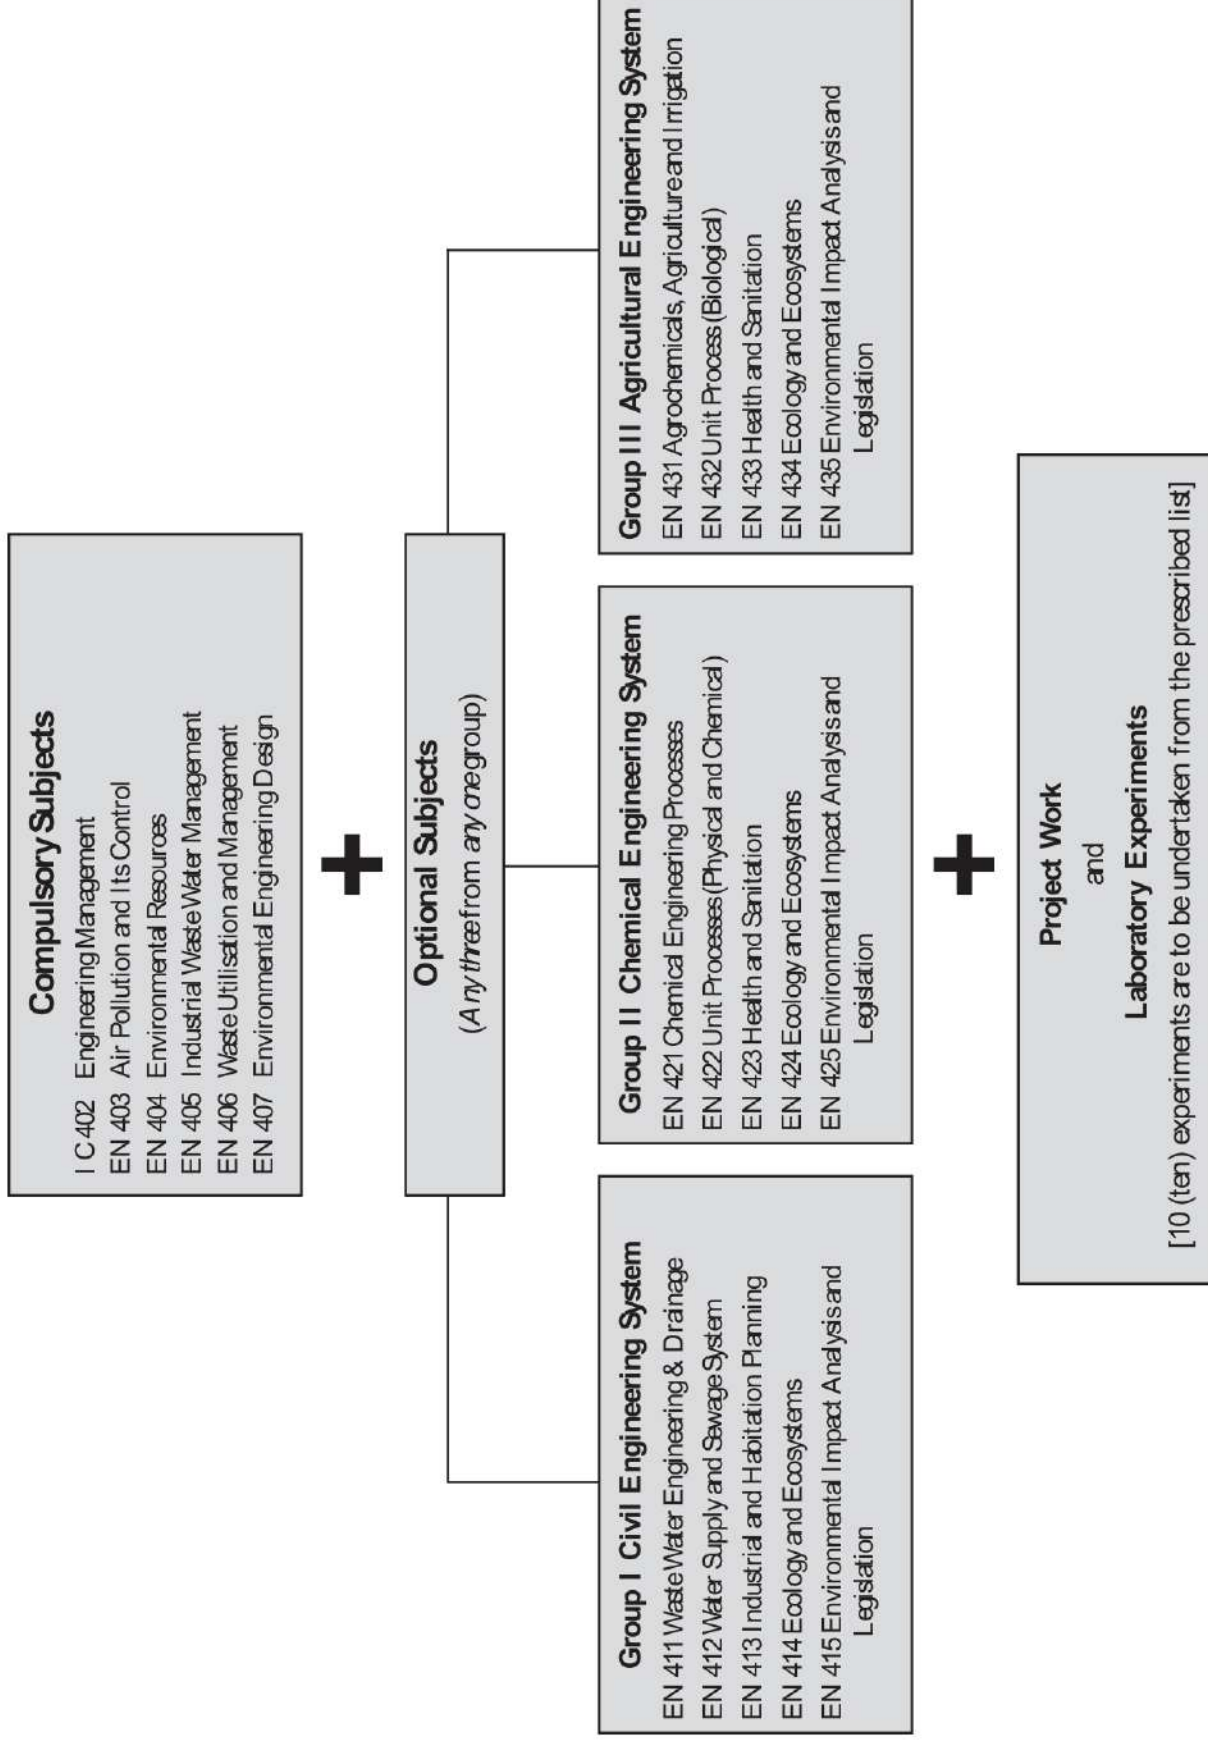 Compulsory Subjects
IC 402 Engineering Management
EN 403 Air Pollution and Its Control
EN 404 Environmental Resources
EN 405 Industrial Waste Water Management
EN 406 Waste Utilisation and Management
EN 407 Environmental Engineering Design
+
Optional Subjects
(Any three from any one group)
Group I Civil Engineering System
EN 411 Waste Water Engineering & Drainage
EN 412 Water Supply and Sewage System
EN 413 Industrial and Habitation Planning
EN 414 Ecology and Ecosystems
EN 415 Environmental Impact Analysis and
Legislation
Group II Chemical Engineering System
EN 421 Chemical Engineering Processes
EN 422 Unit Processes (Physical and Chemical)
EN 423 Health and Sanitation
EN 424 Ecology and Ecosystems
EN 425 Environmental Impact Analysis and
Legislation
Group III Agricultural Engineering System
EN 431 Agrochemicals, Agriculture and Irrigation
EN 432 Unit Process (Biological)
EN 433 Health and Sanitation
EN 434 Ecology and Ecosystems
EN 435 Environmental Impact Analysis and
Legislation
+
Project Work
and
Laboratory Experiments
[10 (ten) experiments are to be undertaken from the prescribed list]